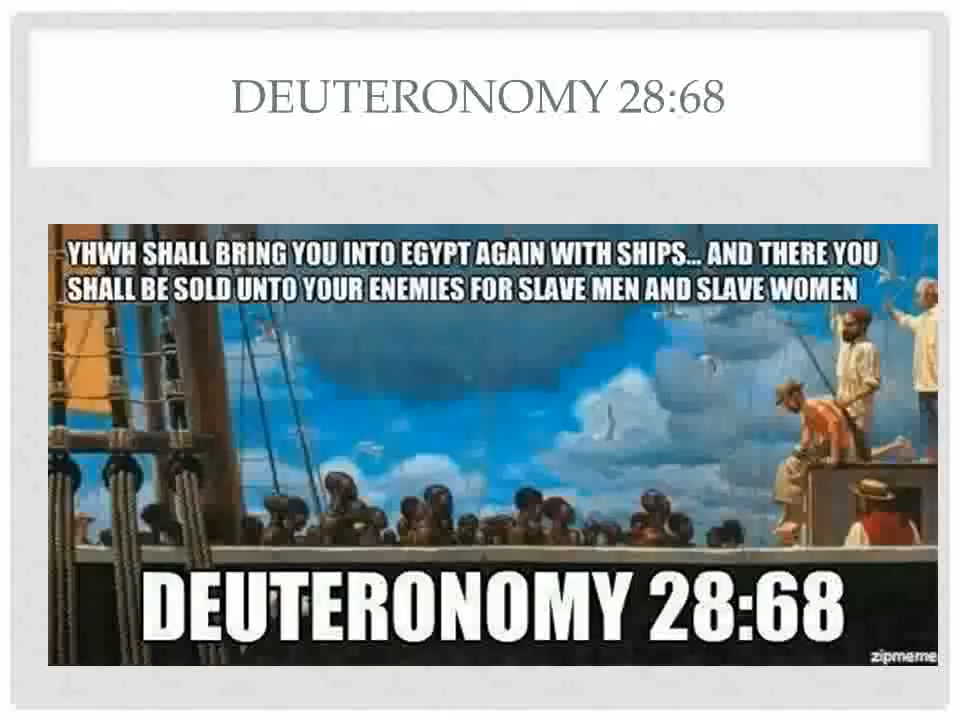 DEUTERONOMY 28:68
YHWH SHALL BRING YOU INTO EGYPT AGAIN WITH SHIPS... AND THERE YOU
SHALL BE SOLD UNTO YOUR ENEMIES FOR SLAVE MEN AND SLAVE WOMEN
DEUTERONOMY 28:68
zipmeme